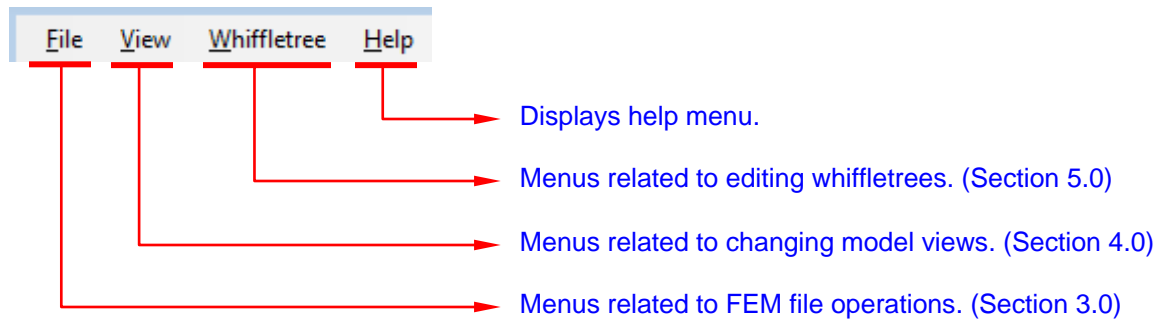 File View Whiffletree Help
Displays help menu.
Menus related to editing whiffletrees. (Section 5.0)
Menus related to changing model views. (Section 4.0)
Menus related to FEM file operations. (Section 3.0)